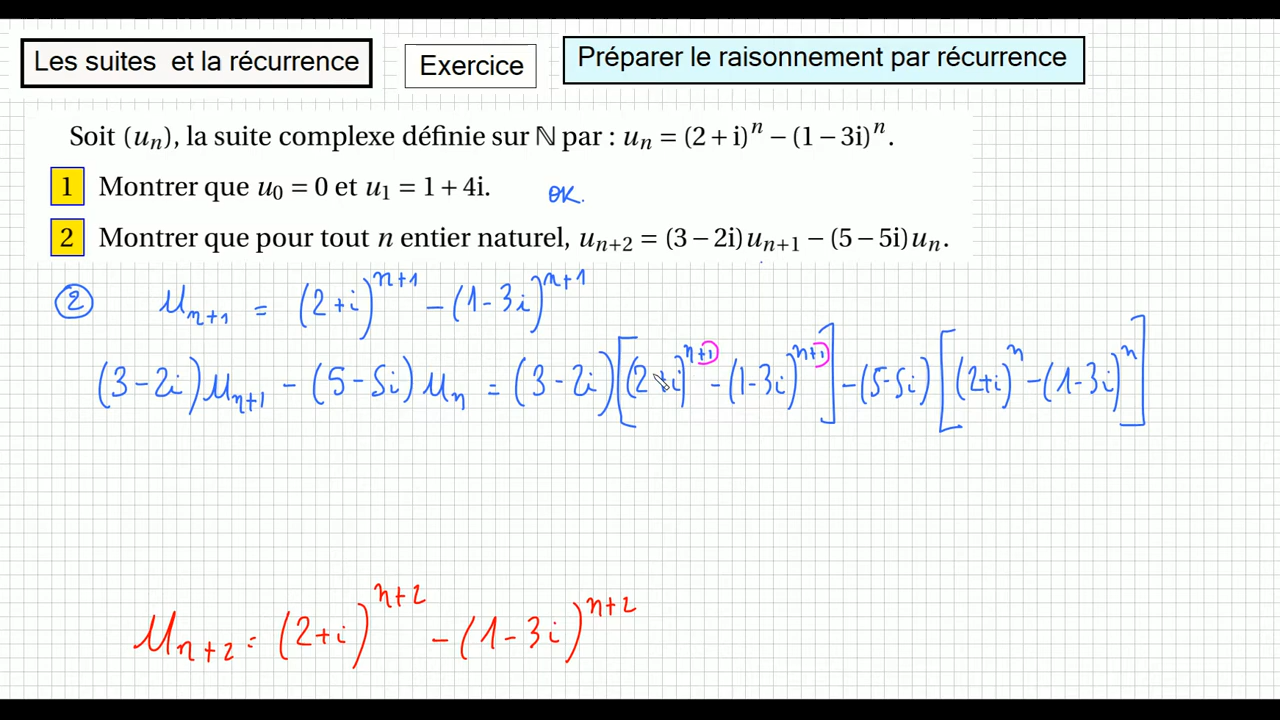 Les suites et la récurrence
Exercice
Préparer le raisonnement par récurrence
Soit (uₙ), la suite complexe définie sur ℕ par : uₙ = (2 + i)ⁿ − (1 − 3i)ⁿ.
1 Montrer que u₀ = 0 et u₁ = 1 + 4i. OK.
2 Montrer que pour tout n entier naturel, uₙ₊₂ = (3 − 2i)uₙ₊₁ − (5 − 5i)uₙ.
② uₙ₊₁ = (2+i)ⁿ⁺¹ − (1−3i)ⁿ⁺¹
(3−2i)uₙ₊₁ − (5−5i)uₙ = (3−2i)[(2+i)ⁿ⁺¹ − (1−3i)ⁿ⁺¹] − (5−5i)[(2+i)ⁿ − (1−3i)ⁿ]
uₙ₊₂ = (2+i)ⁿ⁺² − (1−3i)ⁿ⁺²